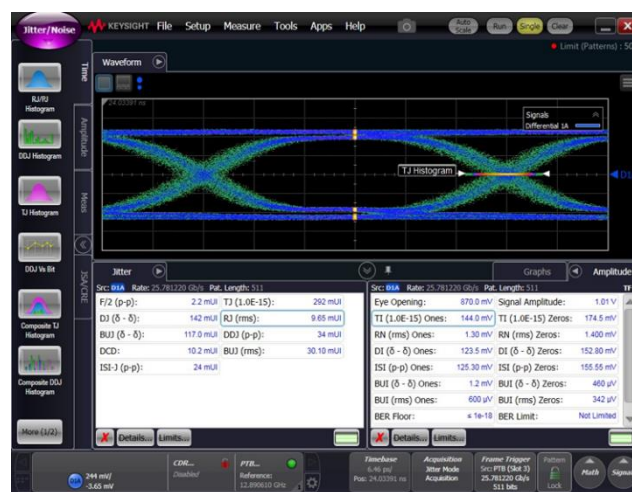 Jitter/Noise
KEYSIGHT File Setup Measure Tools Apps Help
Auto Scale
Run
Single
Clear
Limit (Patterns) : 50
Waveform
Time
Amplitude
Meas
JSA/CRE
RJ/PJ Histogram
DDJ Histogram
TJ Histogram
DDJ Vs Bit
Composite TJ Histogram
Composite DDJ Histogram
More (1/2)
24.03391 ns
Signals
Differential 1A
TJ Histogram
D1
Jitter
Src: D1A Rate: 25.781220 Gb/s Pat. Length: 511
F/2 (p-p): 2.2 mUI TJ (1.0E-15): 292 mUI
DJ (δ - δ): 142 mUI RJ (rms): 9.65 mUI
BUJ (δ - δ): 117.0 mUI DDJ (p-p): 34 mUI
DCD: 10.2 mUI BUJ (rms): 30.10 mUI
ISI-J (p-p): 24 mUI
Details... Limits...
Graphs Amplitude
Src: D1A Rate: 25.781220 Gb/s Pat. Length: 511 TF
Eye Opening: 870.0 mV Signal Amplitude: 1.01 V
TI (1.0E-15) Ones: 144.0 mV TI (1.0E-15) Zeros: 174.5 mV
RN (rms) Ones: 1.30 mV RN (rms) Zeros: 1.400 mV
DI (δ - δ) Ones: 123.5 mV DI (δ - δ) Zeros: 152.80 mV
ISI (p-p) Ones: 125.30 mV ISI (p-p) Zeros: 155.55 mV
BUI (δ - δ) Ones: 1.2 mV BUI (δ - δ) Zeros: 460 µV
BUI (rms) Ones: 600 µV BUI (rms) Zeros: 342 µV
BER Floor: ≤ 1e-18 BER Limit: Not Limited
Details... Limits...
D1A
244 mV/
-3.65 mV
CDR...
Disabled
PTB...
Reference:
12.890610 GHz
Timebase
6.46 ps/
Pos: 24.03391 ns
Acquisition
Jitter Mode
Acquisition
Frame Trigger
Src: PTB (Slot 3)
25.781220 Gb/s
511 bits
Pattern
Lock
Math
Signals